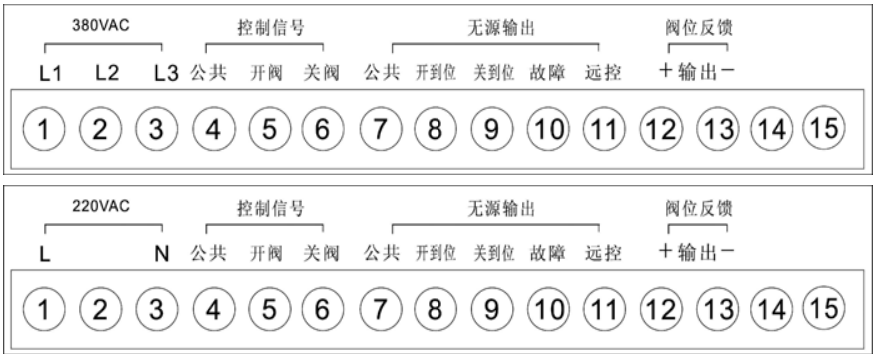 380VAC 控制信号 无源输出 阀位反馈
L1 L2 L3 公共 开阀 关阀 公共 开到位 关到位 故障 远控 +输出-
1 2 3 4 5 6 7 8 9 10 11 12 13 14 15
220VAC 控制信号 无源输出 阀位反馈
L N 公共 开阀 关阀 公共 开到位 关到位 故障 远控 +输出-
1 2 3 4 5 6 7 8 9 10 11 12 13 14 15